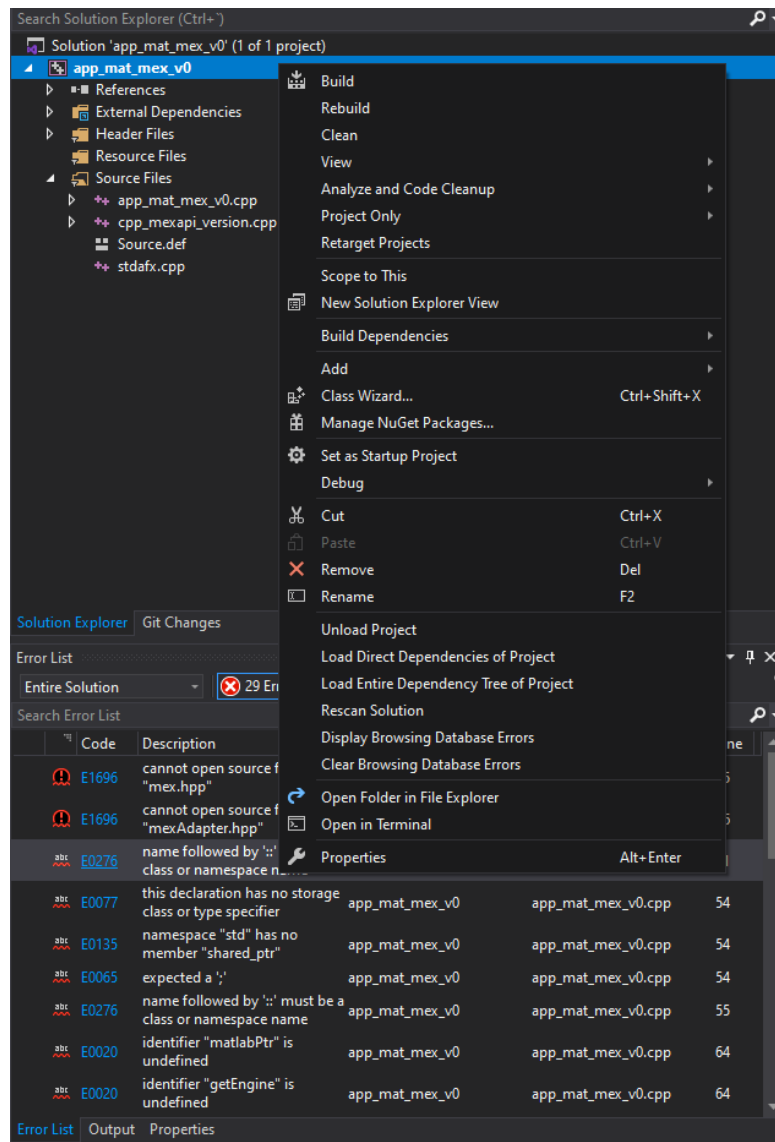 Search Solution Explorer (Ctrl+`)
Solution 'app_mat_mex_v0' (1 of 1 project)
app_mat_mex_v0
References
External Dependencies
Header Files
Resource Files
Source Files
app_mat_mex_v0.cpp
cpp_mexapi_version.cpp
Source.def
stdafx.cpp
Build
Rebuild
Clean
View
Analyze and Code Cleanup
Project Only
Retarget Projects
Scope to This
New Solution Explorer View
Build Dependencies
Add
Class Wizard... Ctrl+Shift+X
Manage NuGet Packages...
Set as Startup Project
Debug
Cut Ctrl+X
Paste Ctrl+V
Remove Del
Rename F2
Unload Project
Load Direct Dependencies of Project
Load Entire Dependency Tree of Project
Rescan Solution
Display Browsing Database Errors
Clear Browsing Database Errors
Open Folder in File Explorer
Open in Terminal
Properties Alt+Enter
Solution Explorer Git Changes
Error List
Entire Solution 29 Er
Search Error List
Code Description ne
E1696 cannot open source f
"mex.hpp"
E1696 cannot open source f
"mexAdapter.hpp"
E0276 name followed by '::'
class or namespace name
E0077 this declaration has no storage
class or type specifier app_mat_mex_v0 app_mat_mex_v0.cpp 54
E0135 namespace "std" has no
member "shared_ptr" app_mat_mex_v0 app_mat_mex_v0.cpp 54
E0065 expected a ';' app_mat_mex_v0 app_mat_mex_v0.cpp 54
E0276 name followed by '::' must be a
class or namespace name app_mat_mex_v0 app_mat_mex_v0.cpp 55
E0020 identifier "matlabPtr" is
undefined app_mat_mex_v0 app_mat_mex_v0.cpp 64
E0020 identifier "getEngine" is
undefined app_mat_mex_v0 app_mat_mex_v0.cpp 64
Error List Output Properties